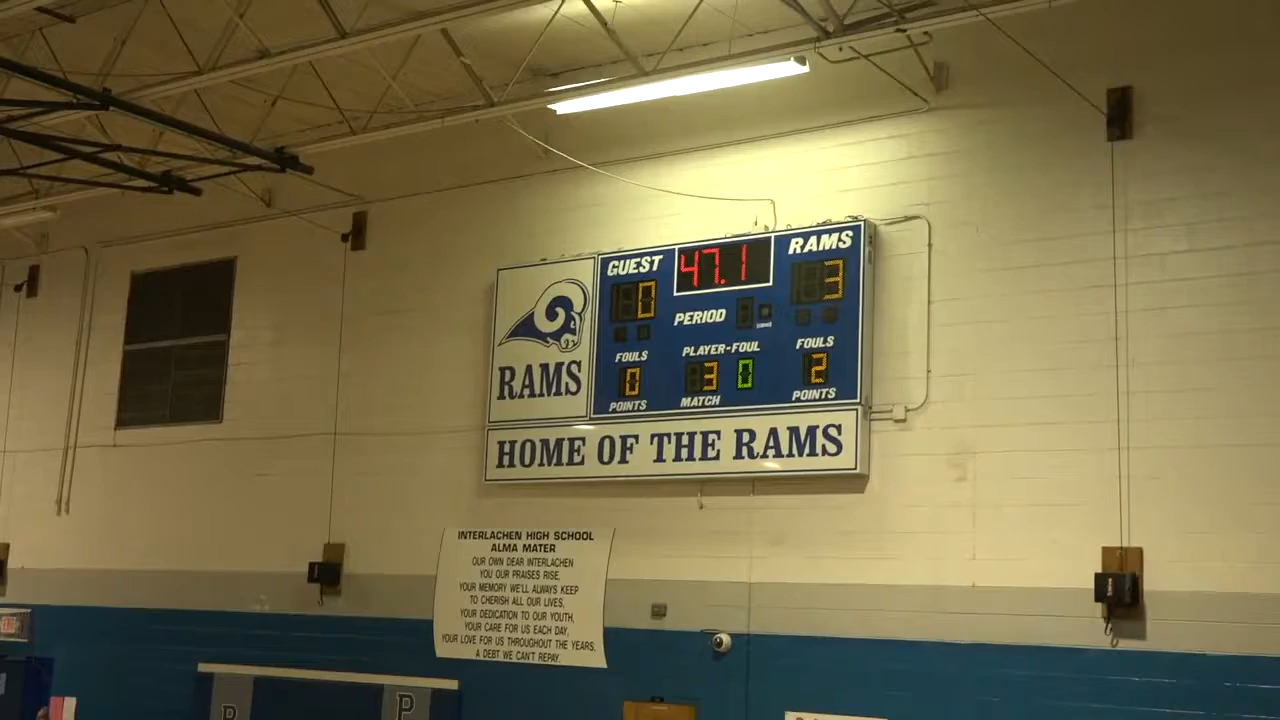 GUEST
47.1
RAMS
0
3
PERIOD
FOULS
PLAYER-FOUL
FOULS
0
3
0
2
POINTS
MATCH
POINTS
RAMS
HOME OF THE RAMS
INTERLACHEN HIGH SCHOOL
ALMA MATER
OUR OWN DEAR INTERLACHEN
YOU OUR PRAISES RISE,
YOUR MEMORY WE'LL ALWAYS KEEP
TO CHERISH ALL OUR LIVES,
YOUR DEDICATION TO OUR YOUTH,
YOUR CARE FOR US EACH DAY,
YOUR LOVE FOR US THROUGHOUT THE YEARS.
A DEBT WE CAN'T REPAY.
EXIT
P
P